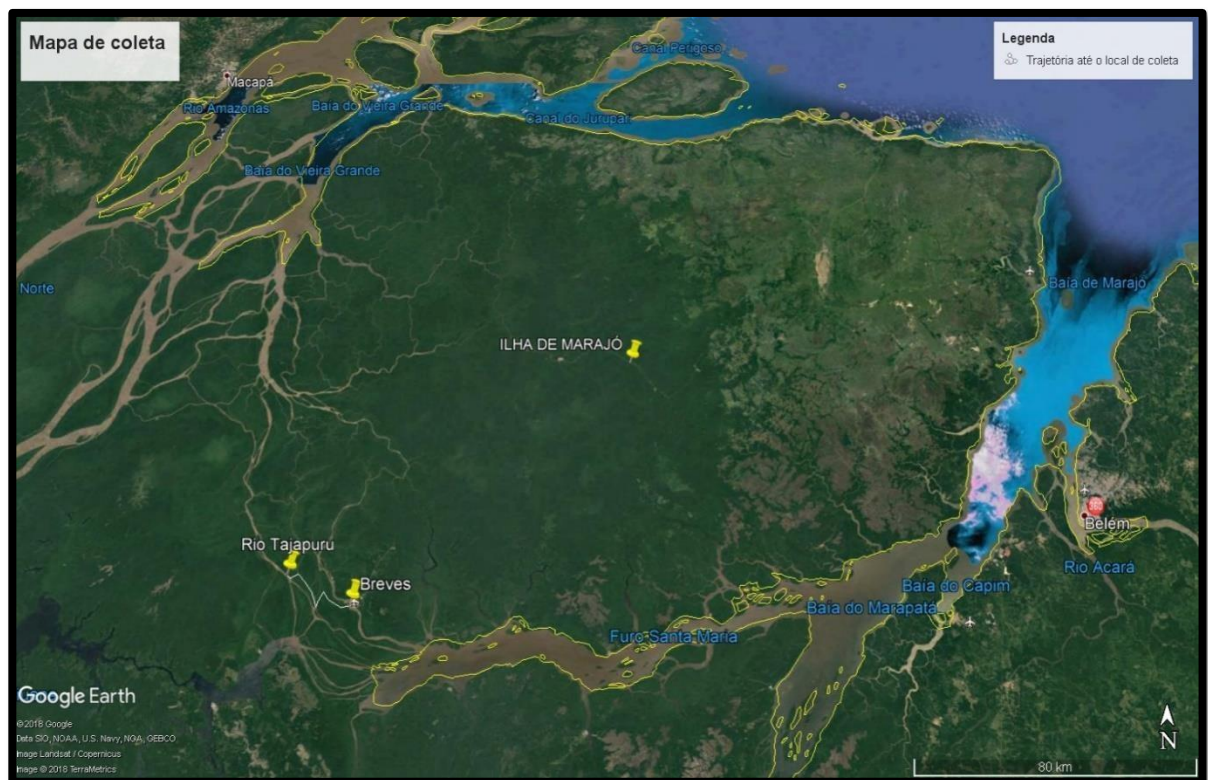 Mapa de coleta
Legenda
Trajetória até o local de coleta
Canal Perigoso
Macapá
Rio Amazonas
Baía do Vieira Grande
Canal do Jurupari
Baía do Vieira Grande
Norte
Baía de Marajó
ILHA DE MARAJÓ
360
Belém
Rio Tajapurú
Rio Acará
Breves
Baía do Capim
Baía do Marapatá
Furo Santa Maria
Google Earth
©2018 Google
Data SIO, NOAA, U.S. Navy, NGA, GEBCO
Image Landsat / Copernicus
Image © 2018 TerraMetrics
N
80 km